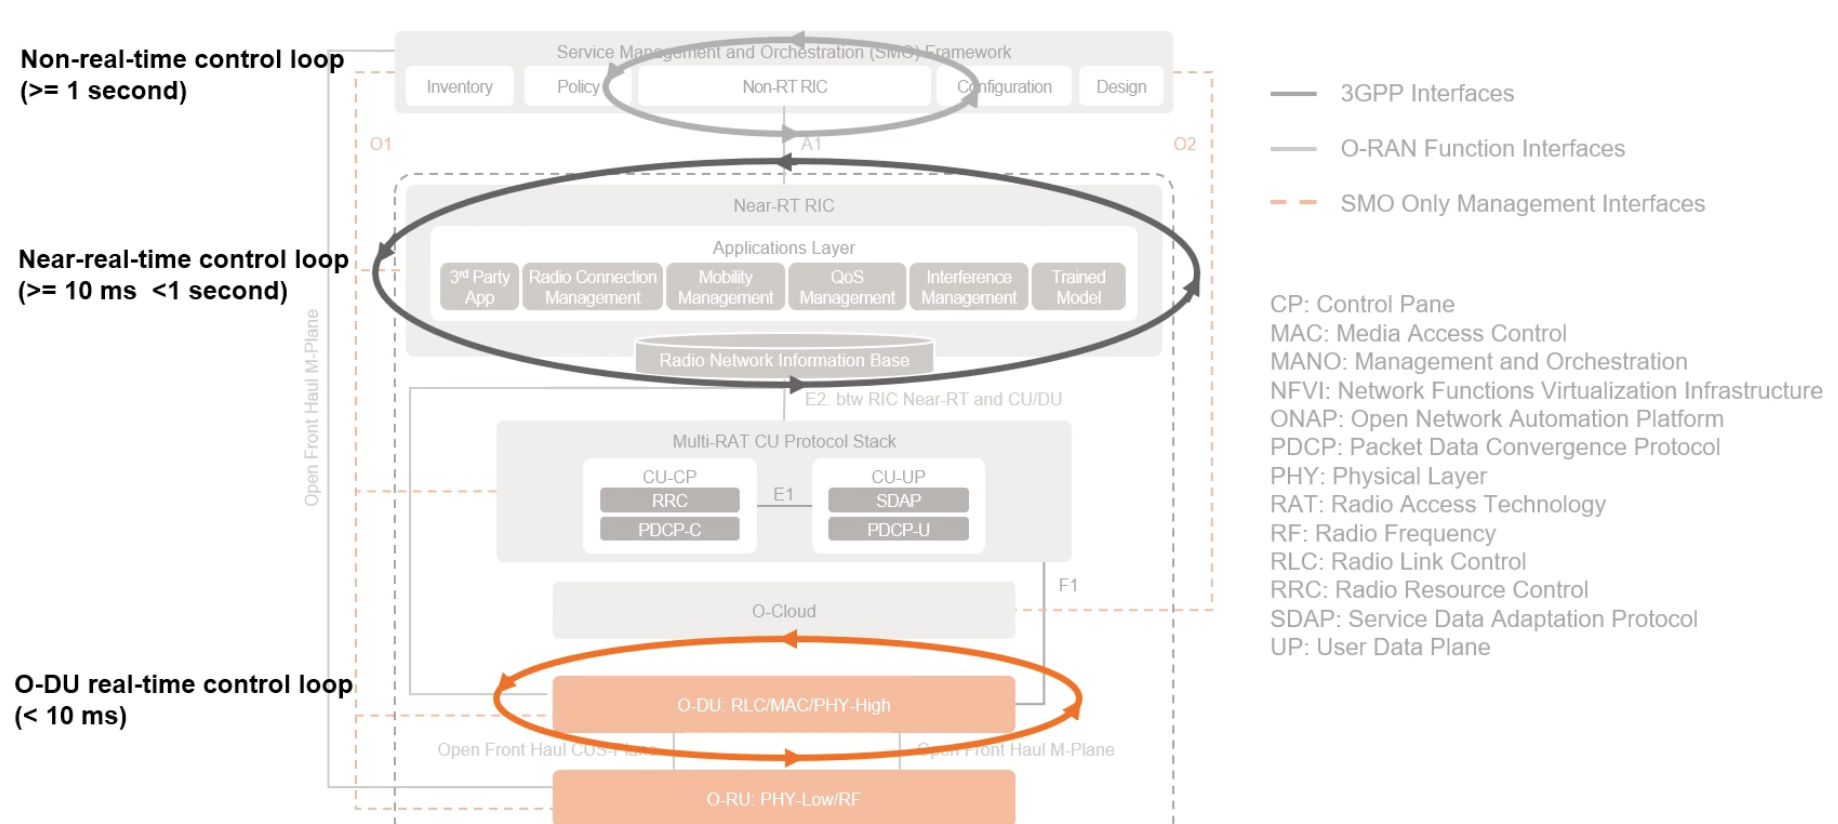 Non-real-time control loop
(>= 1 second)
Service Management and Orchestration (SMO) Framework
Inventory
Policy
Non-RT RIC
Configuration
Design
O1
A1
O2
Near-real-time control loop
(>= 10 ms <1 second)
Near-RT RIC
Applications Layer
3rd Party
App
Radio Connection
Management
Mobility
Management
QoS
Management
Interference
Management
Trained
Model
Radio Network Information Base
Open Front Haul M-Plane
E2: btw RIC Near-RT and CU/DU
Multi-RAT CU Protocol Stack
CU-CP
RRC
PDCP-C
E1
CU-UP
SDAP
PDCP-U
F1
O-Cloud
O-DU real-time control loop
(< 10 ms)
O-DU: RLC/MAC/PHY-High
Open Front Haul CUS-Plane
Open Front Haul M-Plane
O-RU: PHY-Low/RF
3GPP Interfaces
O-RAN Function Interfaces
SMO Only Management Interfaces
CP: Control Pane
MAC: Media Access Control
MANO: Management and Orchestration
NFVI: Network Functions Virtualization Infrastructure
ONAP: Open Network Automation Platform
PDCP: Packet Data Convergence Protocol
PHY: Physical Layer
RAT: Radio Access Technology
RF: Radio Frequency
RLC: Radio Link Control
RRC: Radio Resource Control
SDAP: Service Data Adaptation Protocol
UP: User Data Plane